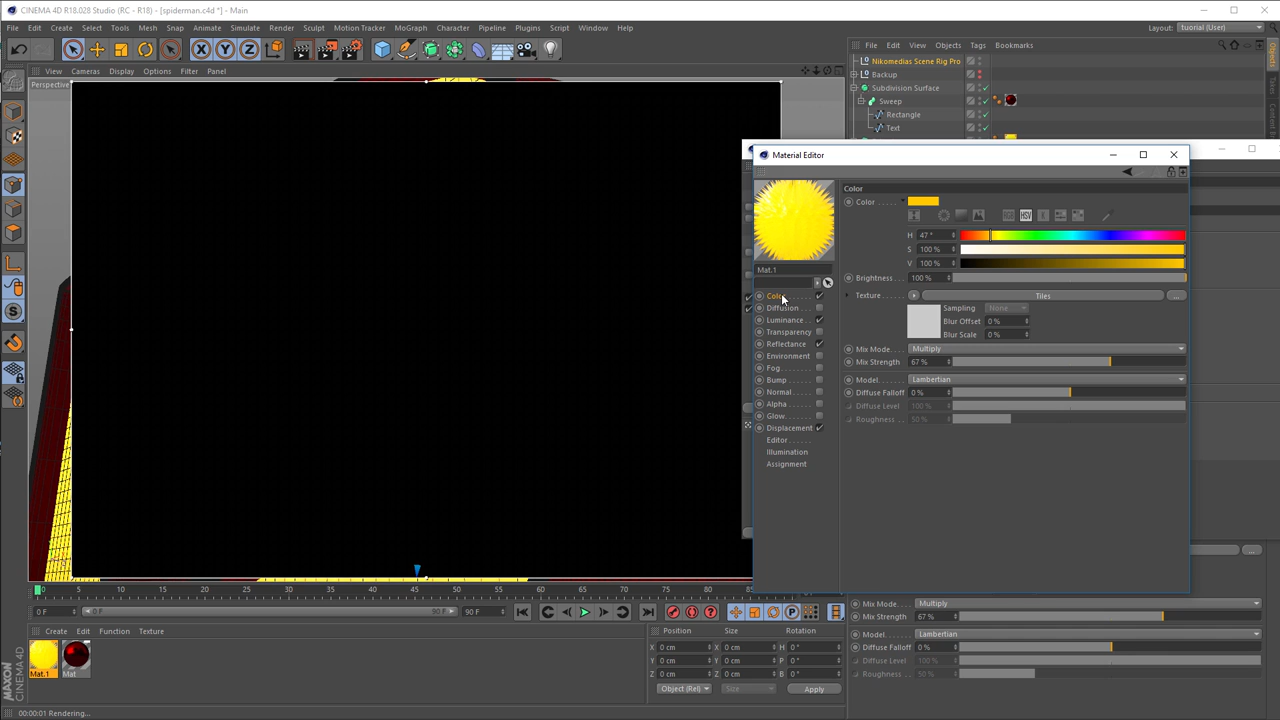 CINEMA 4D R18.028 Studio (RC - R18) - [spiderman.c4d *] - Main
File Edit Create Select Tools Mesh Snap Animate Simulate Render Sculpt Motion Tracker MoGraph Character Pipeline Plugins Script Window Help Layout: tuorial (User)
File Edit View Objects Tags Bookmarks
View Cameras Display Options Filter Panel
Perspective
Nikomedias Scene Rig Pro
Backup
Subdivision Surface
Sweep
Rectangle
Text
Objects
Takes
Material Editor
Mat.1
Color
Diffusion . . .
Luminance . .
Transparency
Reflectance
Environment
Fog . . . . . . . .
Bump . . . . .
Normal . . . .
Alpha . . . . .
Glow . . . . . .
Displacement
Editor . . . . . .
Illumination
Assignment
Color
Color . . . . .
HSV
H 47 °
S 100 %
V 100 %
Brightness . 100 %
Texture . . . . Tiles ...
Sampling None
Blur Offset 0 %
Blur Scale 0 %
Mix Mode. . . . Multiply
Mix Strength 67 %
Model. . . . . . . Lambertian
Diffuse Falloff 0 %
Diffuse Level 100 %
Roughness . . 50 %
...
Mix Mode. . . . Multiply
Mix Strength . . 67 %
Model. . . . . . . Lambertian
Diffuse Falloff . 0 %
Diffuse Level . . 100 %
Roughness . . . 50 %
0 5 10 15 20 25 30 35 40 45 50 55 60 65 70 75 80 85
0 F 0 F 90 F 90 F
Create Edit Function Texture
Mat.1 Mat
Position Size Rotation
X 0 cm X 0 cm H 0 °
Y 0 cm Y 0 cm P 0 °
Z 0 cm Z 0 cm B 0 °
Object (Rel) Size Apply
MAXON CINEMA 4D
00:00:01 Rendering...